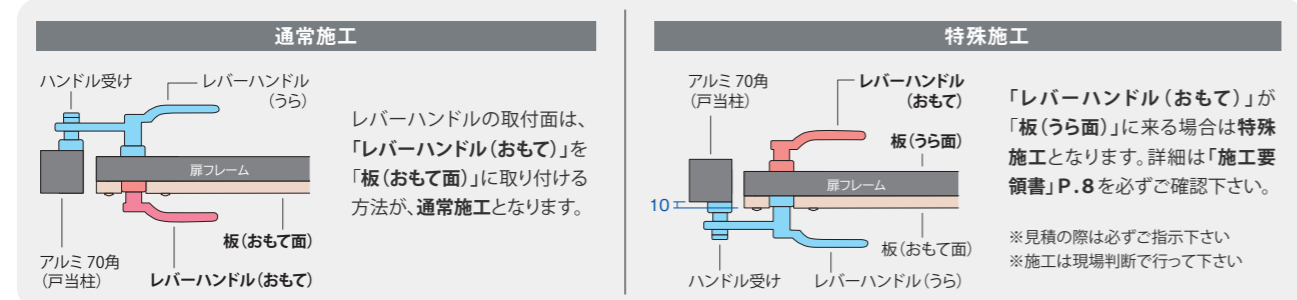 通常施工
ハンドル受け
レバーハンドル
(うら)
扉フレーム
板(おもて面)
アルミ70角
(戸当柱)
レバーハンドル(おもて)
レバーハンドルの取付面は、
「レバーハンドル(おもて)」を
「板(おもて面)」に取り付ける
方法が、通常施工となります。
特殊施工
アルミ70角
(戸当柱)
レバーハンドル
(おもて)
板(うら面)
扉フレーム
10
板(おもて面)
ハンドル受け
レバーハンドル(うら)
「レバーハンドル(おもて)」が
「板(うら面)」に来る場合は特殊
施工となります。詳細は「施工要
領書」P.8を必ずご確認下さい。
※見積の際は必ずご指示下さい
※施工は現場判断で行って下さい